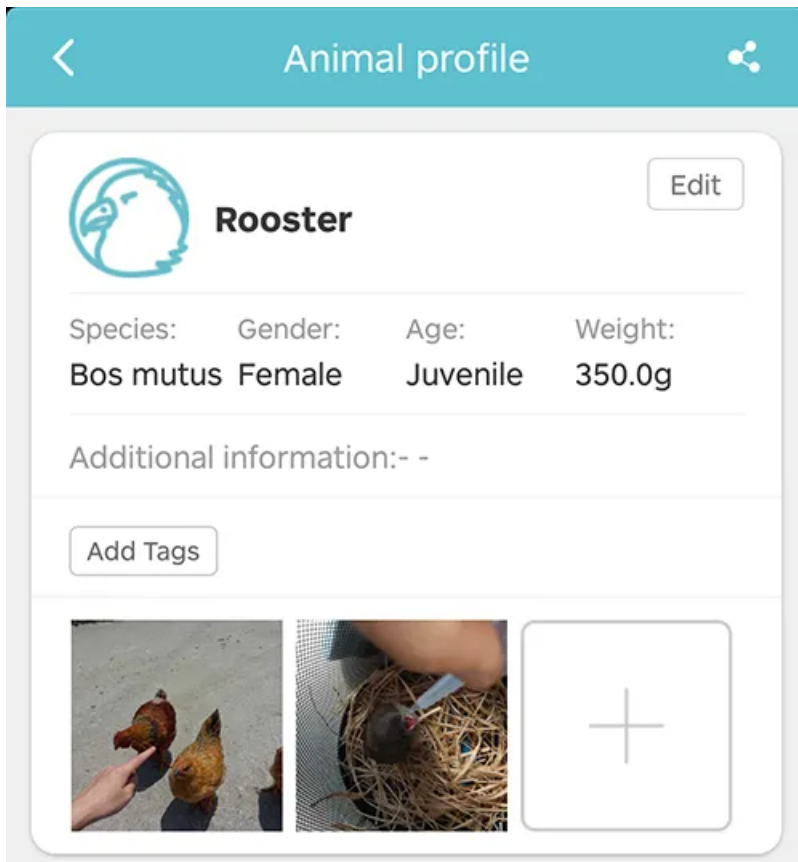 Animal profile
Edit
Rooster
Species: Gender: Age: Weight:
Bos mutus Female Juvenile 350.0g
Additional information:- -
Add Tags